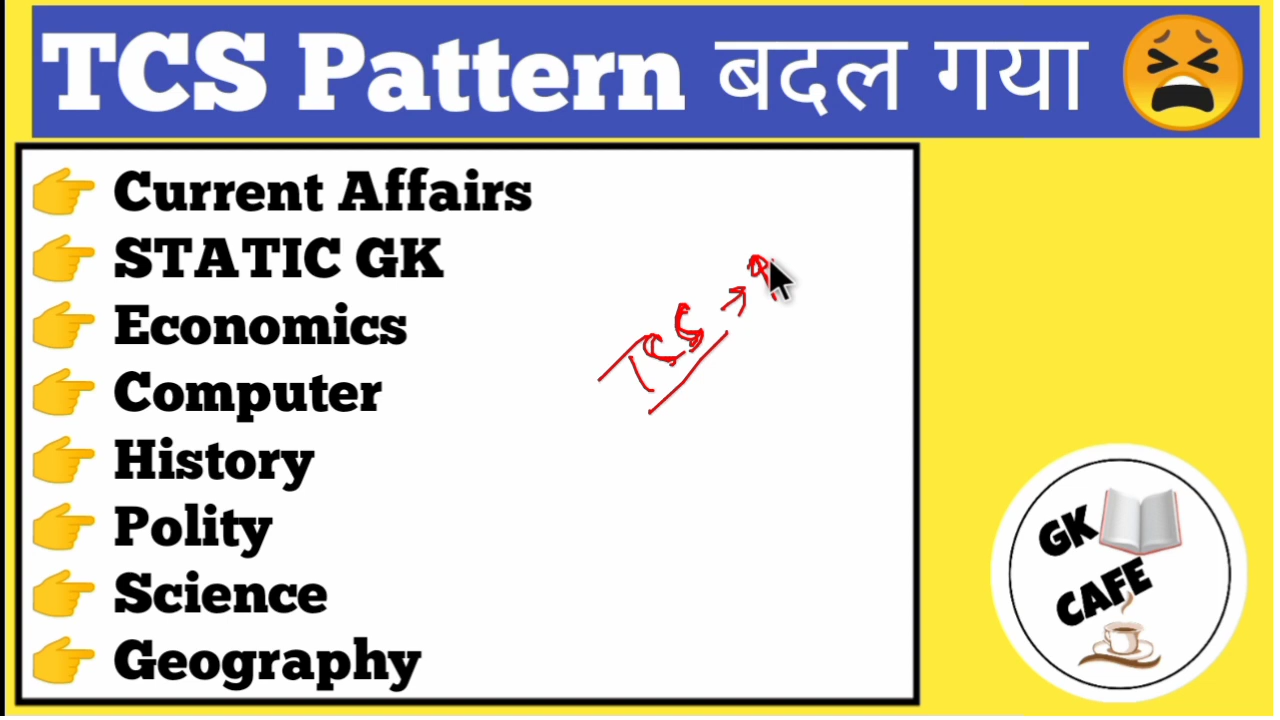 TCS Pattern बदल गया
Current Affairs
STATIC GK
Economics
Computer
History
Polity
Science
Geography
TCS →
GK
CAFE